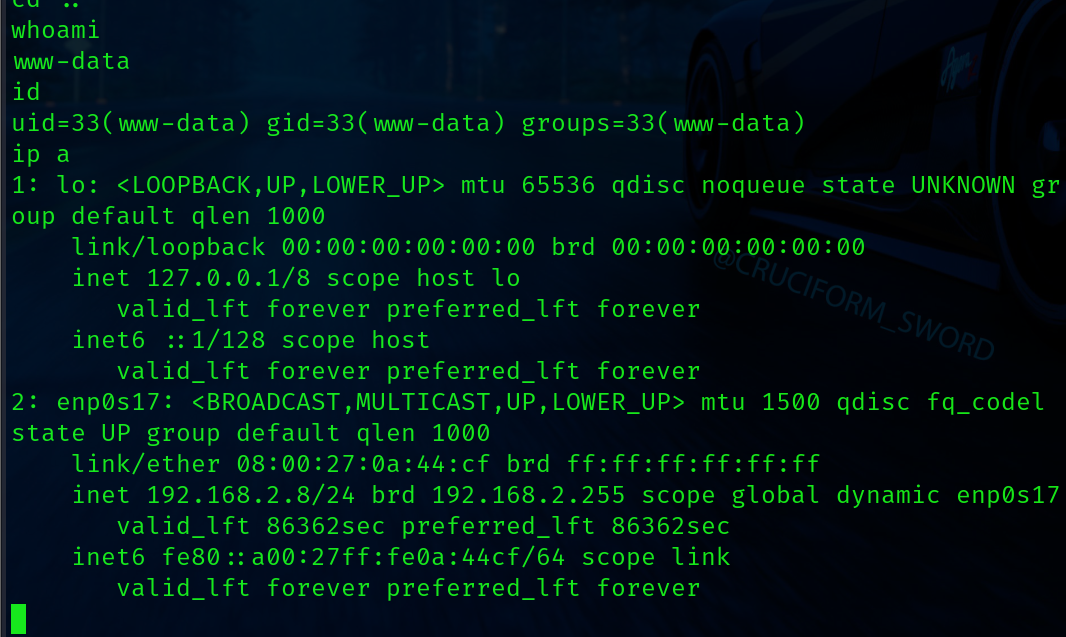 cd ..
whoami
www-data
id
uid=33(www-data) gid=33(www-data) groups=33(www-data)
ip a
1: lo: <LOOPBACK,UP,LOWER_UP> mtu 65536 qdisc noqueue state UNKNOWN gr
oup default qlen 1000
    link/loopback 00:00:00:00:00:00 brd 00:00:00:00:00:00
    inet 127.0.0.1/8 scope host lo
       valid_lft forever preferred_lft forever
    inet6 ::1/128 scope host
       valid_lft forever preferred_lft forever
2: enp0s17: <BROADCAST,MULTICAST,UP,LOWER_UP> mtu 1500 qdisc fq_codel
state UP group default qlen 1000
    link/ether 08:00:27:0a:44:cf brd ff:ff:ff:ff:ff:ff
    inet 192.168.2.8/24 brd 192.168.2.255 scope global dynamic enp0s17
       valid_lft 86362sec preferred_lft 86362sec
    inet6 fe80::a00:27ff:fe0a:44cf/64 scope link
       valid_lft forever preferred_lft forever
@CRUCIFORM_SWORD